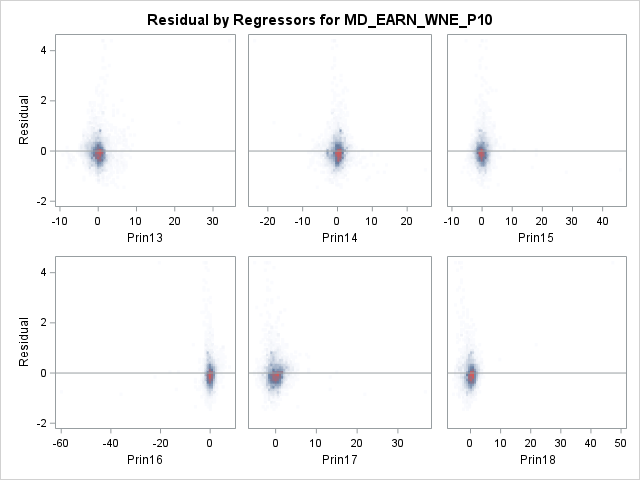 Residual by Regressors for MD_EARN_WNE_P10
Residual
4
2
0
-2
-10 0 10 20 30
Prin13
-20 -10 0 10 20
Prin14
-10 0 10 20 30 40
Prin15
Residual
4
2
0
-2
-60 -40 -20 0
Prin16
0 10 20 30
Prin17
0 10 20 30 40 50
Prin18